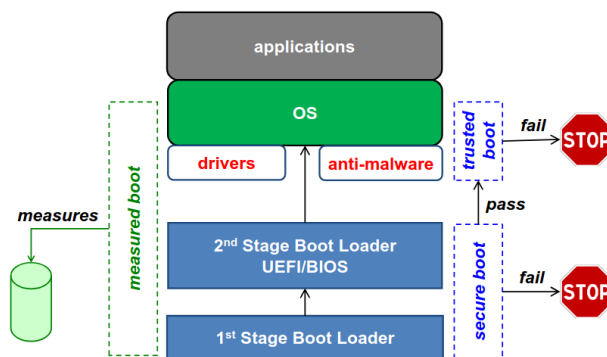 applications
OS
drivers
anti-malware
trusted
boot
fail
STOP
measures
measured boot
pass
2nd Stage Boot Loader
UEFI/BIOS
secure boot
fail
STOP
1st Stage Boot Loader